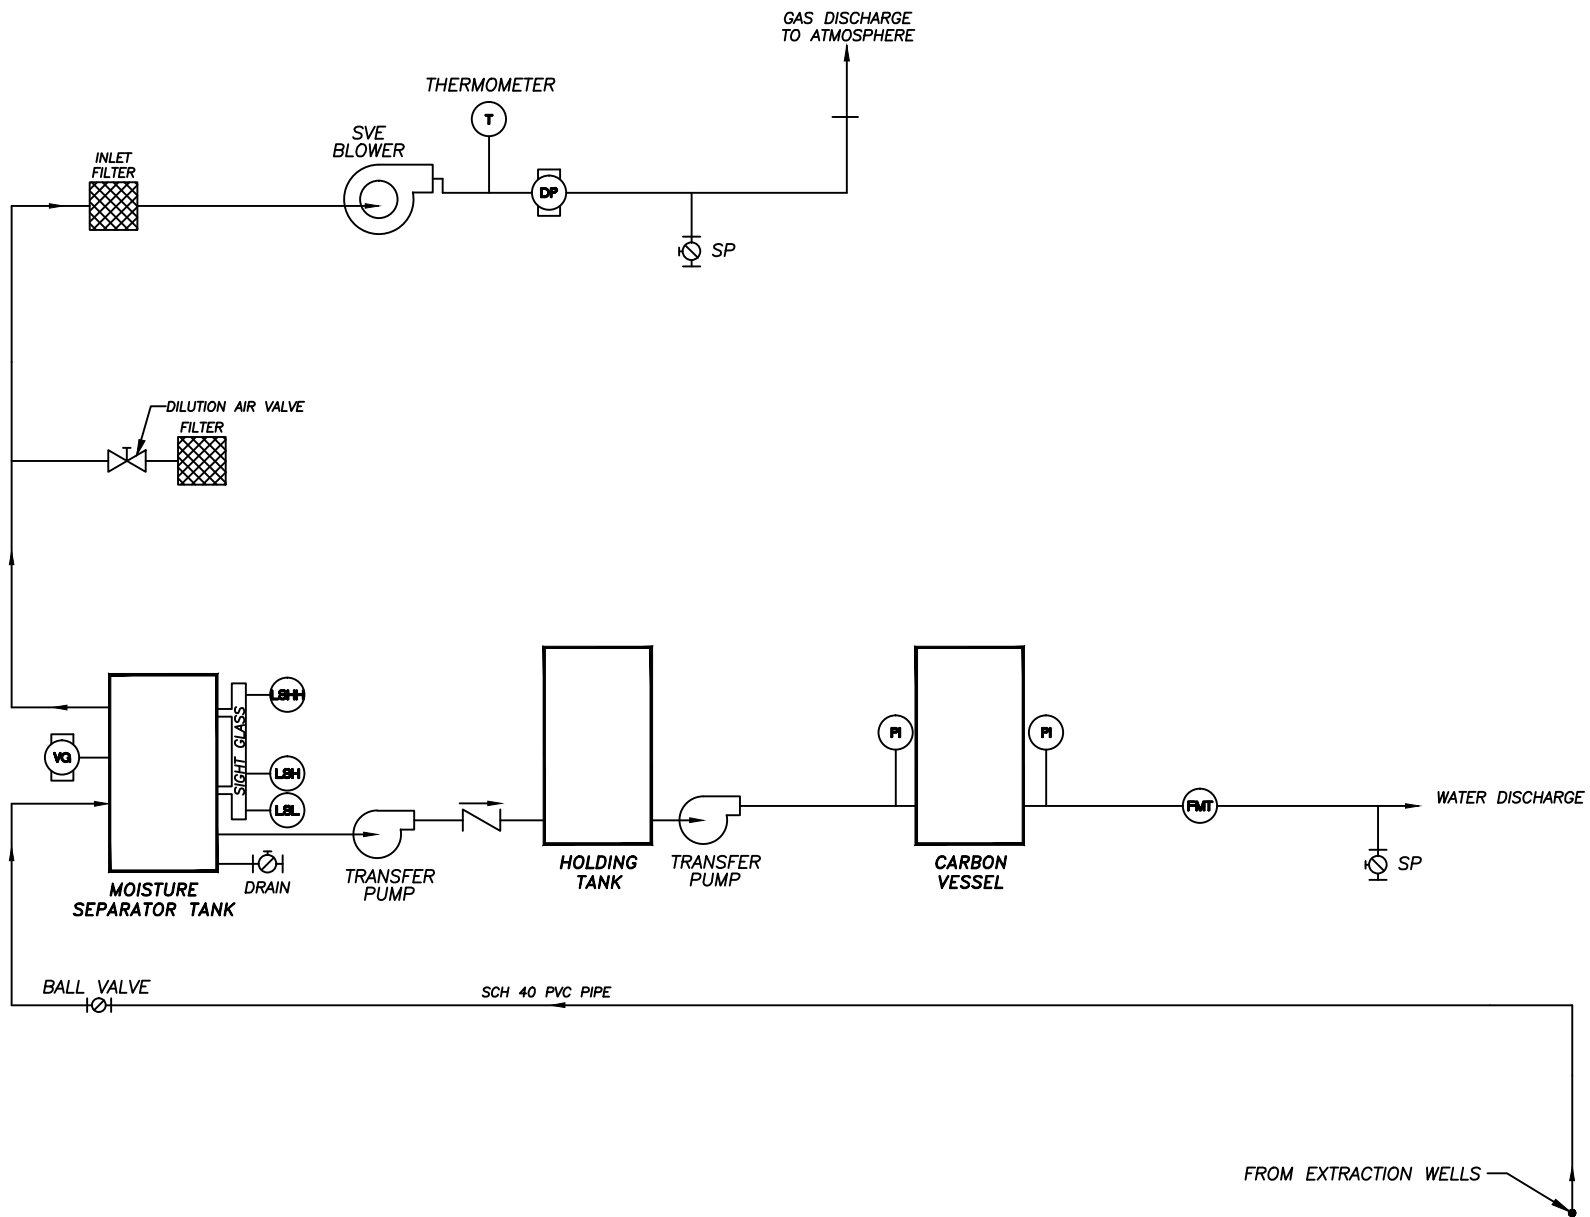 GAS DISCHARGE
TO ATMOSPHERE
THERMOMETER
T
SVE
BLOWER
INLET
FILTER
DP
SP
DILUTION AIR VALVE
FILTER
LSHH
SIGHT GLASS
VG
LSH
LSL
PI
PI
FMT
WATER DISCHARGE
SP
HOLDING
TANK
TRANSFER
PUMP
CARBON
VESSEL
TRANSFER
PUMP
DRAIN
MOISTURE
SEPARATOR TANK
BALL VALVE
SCH 40 PVC PIPE
FROM EXTRACTION WELLS